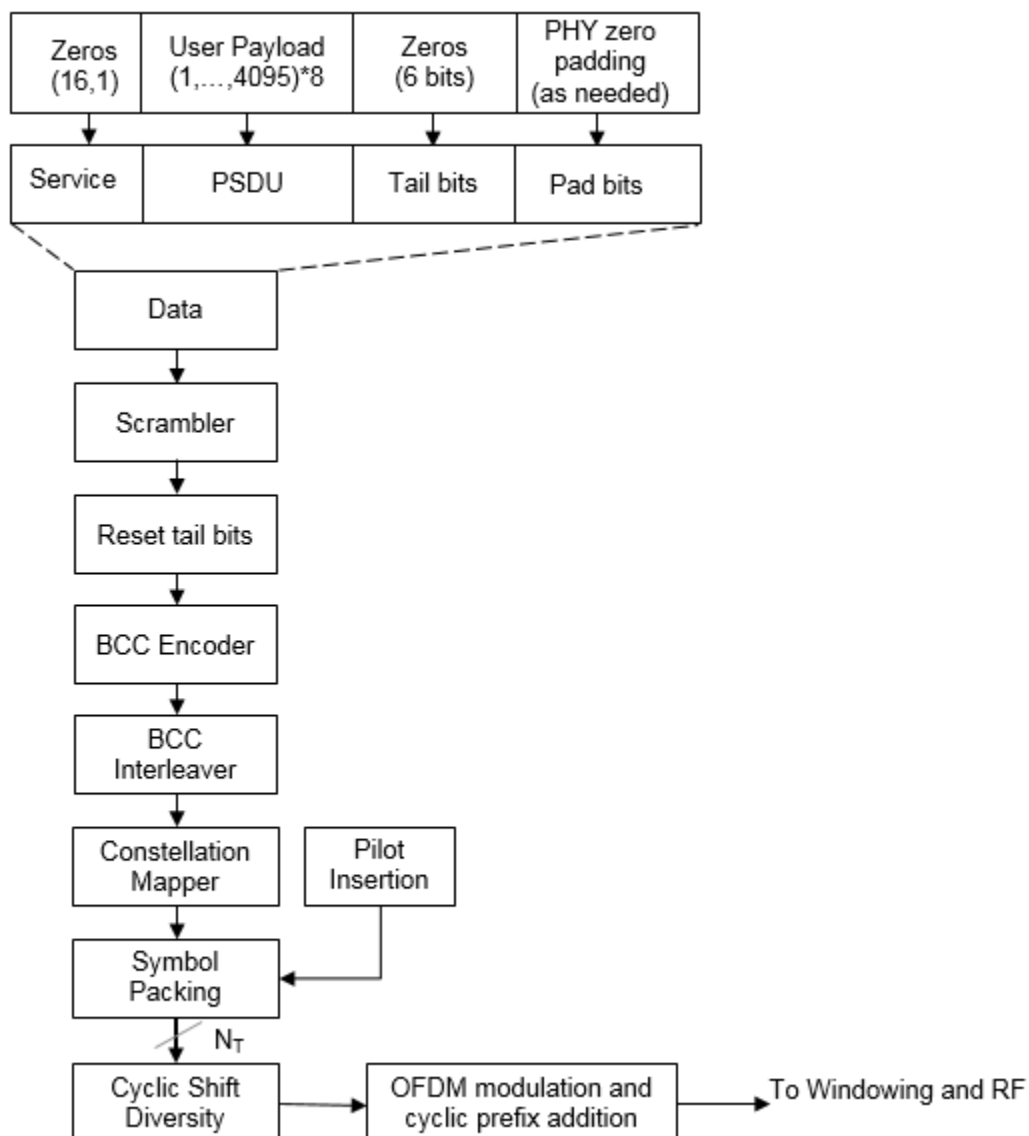 Zeros
(16,1)
User Payload
(1,...,4095)*8
Zeros
(6 bits)
PHY zero
padding
(as needed)
Service
PSDU
Tail bits
Pad bits
Data
Scrambler
Reset tail bits
BCC Encoder
BCC
Interleaver
Constellation
Mapper
Pilot
Insertion
Symbol
Packing
N_T
Cyclic Shift
Diversity
OFDM modulation and
cyclic prefix addition
To Windowing and RF